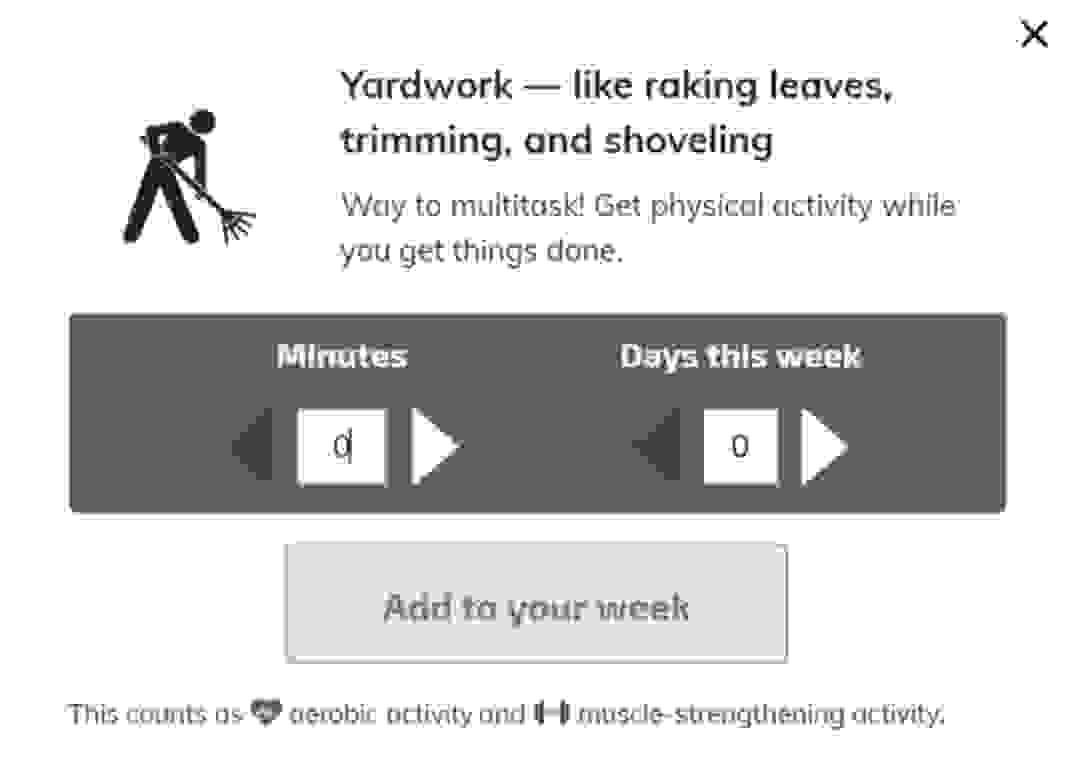 Yardwork — like raking leaves,
trimming, and shoveling
Way to multitask! Get physical activity while
you get things done.
Minutes
Days this week
0
0
Add to your week
This counts as aerobic activity and muscle-strengthening activity.